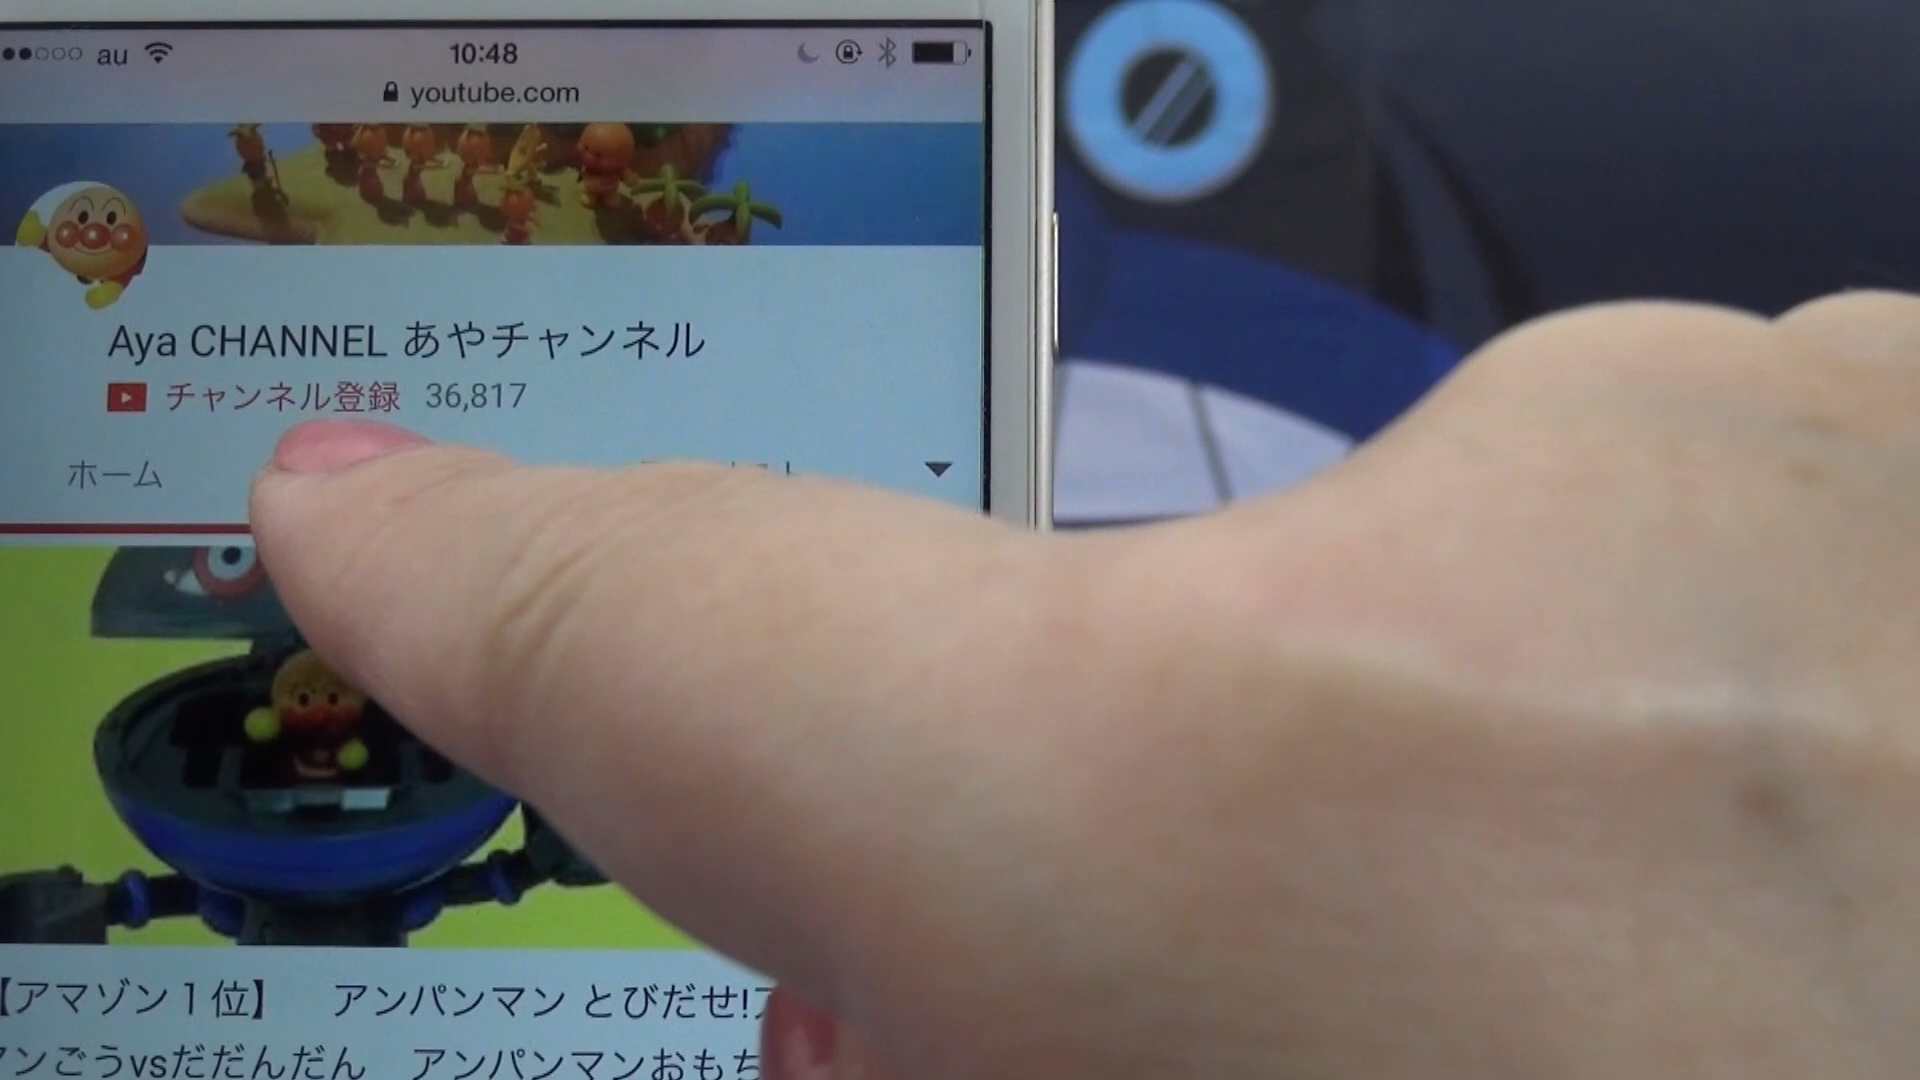 au 10:48
youtube.com
Aya CHANNEL あやチャンネル
チャンネル登録 36,817
ホーム
【アマゾン1位】 アンパンマン とびだせ!
ンごうvsだだんだん アンパンマンおもち